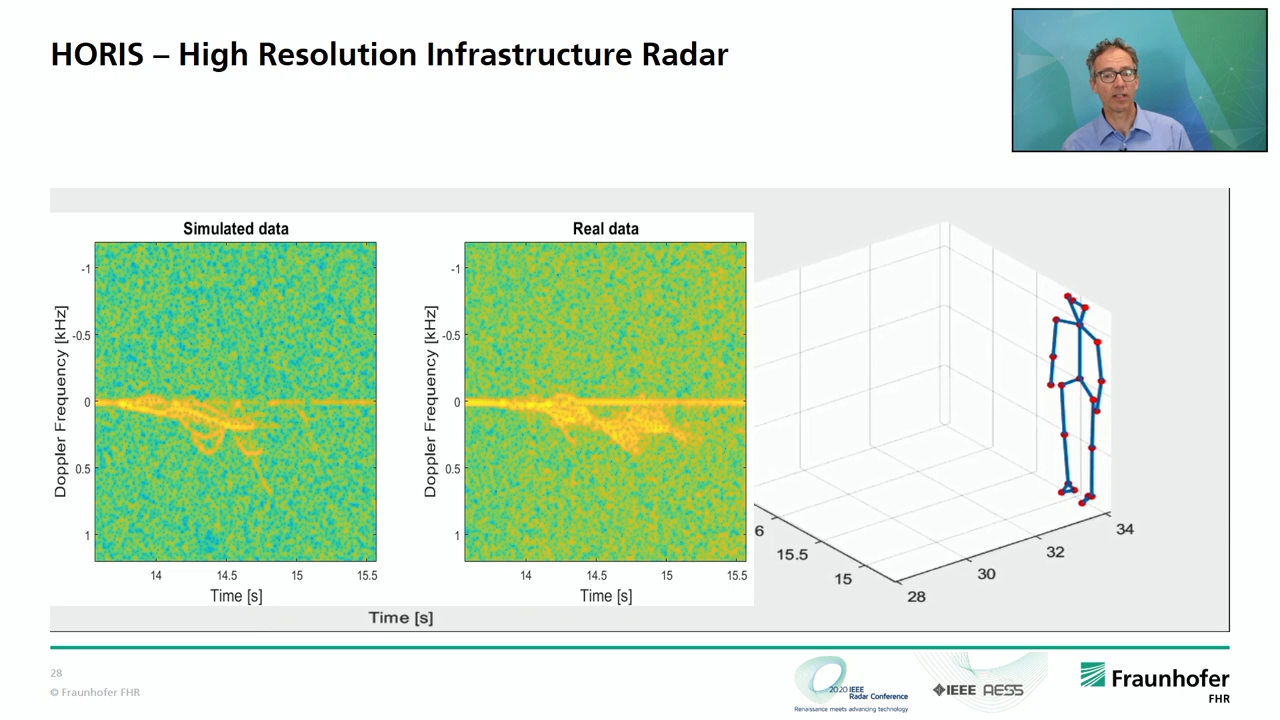 HORIS – High Resolution Infrastructure Radar
Simulated data
Real data
Doppler Frequency [kHz]
-1
-0.5
0
0.5
1
14
14.5
15
15.5
Time [s]
Doppler Frequency [kHz]
-1
-0.5
0
0.5
1
14
14.5
15
15.5
Time [s]
6
15.5
15
28
30
32
34
Time [s]
28
© Fraunhofer FHR
2020 IEEE
Radar Conference
Renaissance meets advancing technology
IEEE AESS
Fraunhofer
FHR